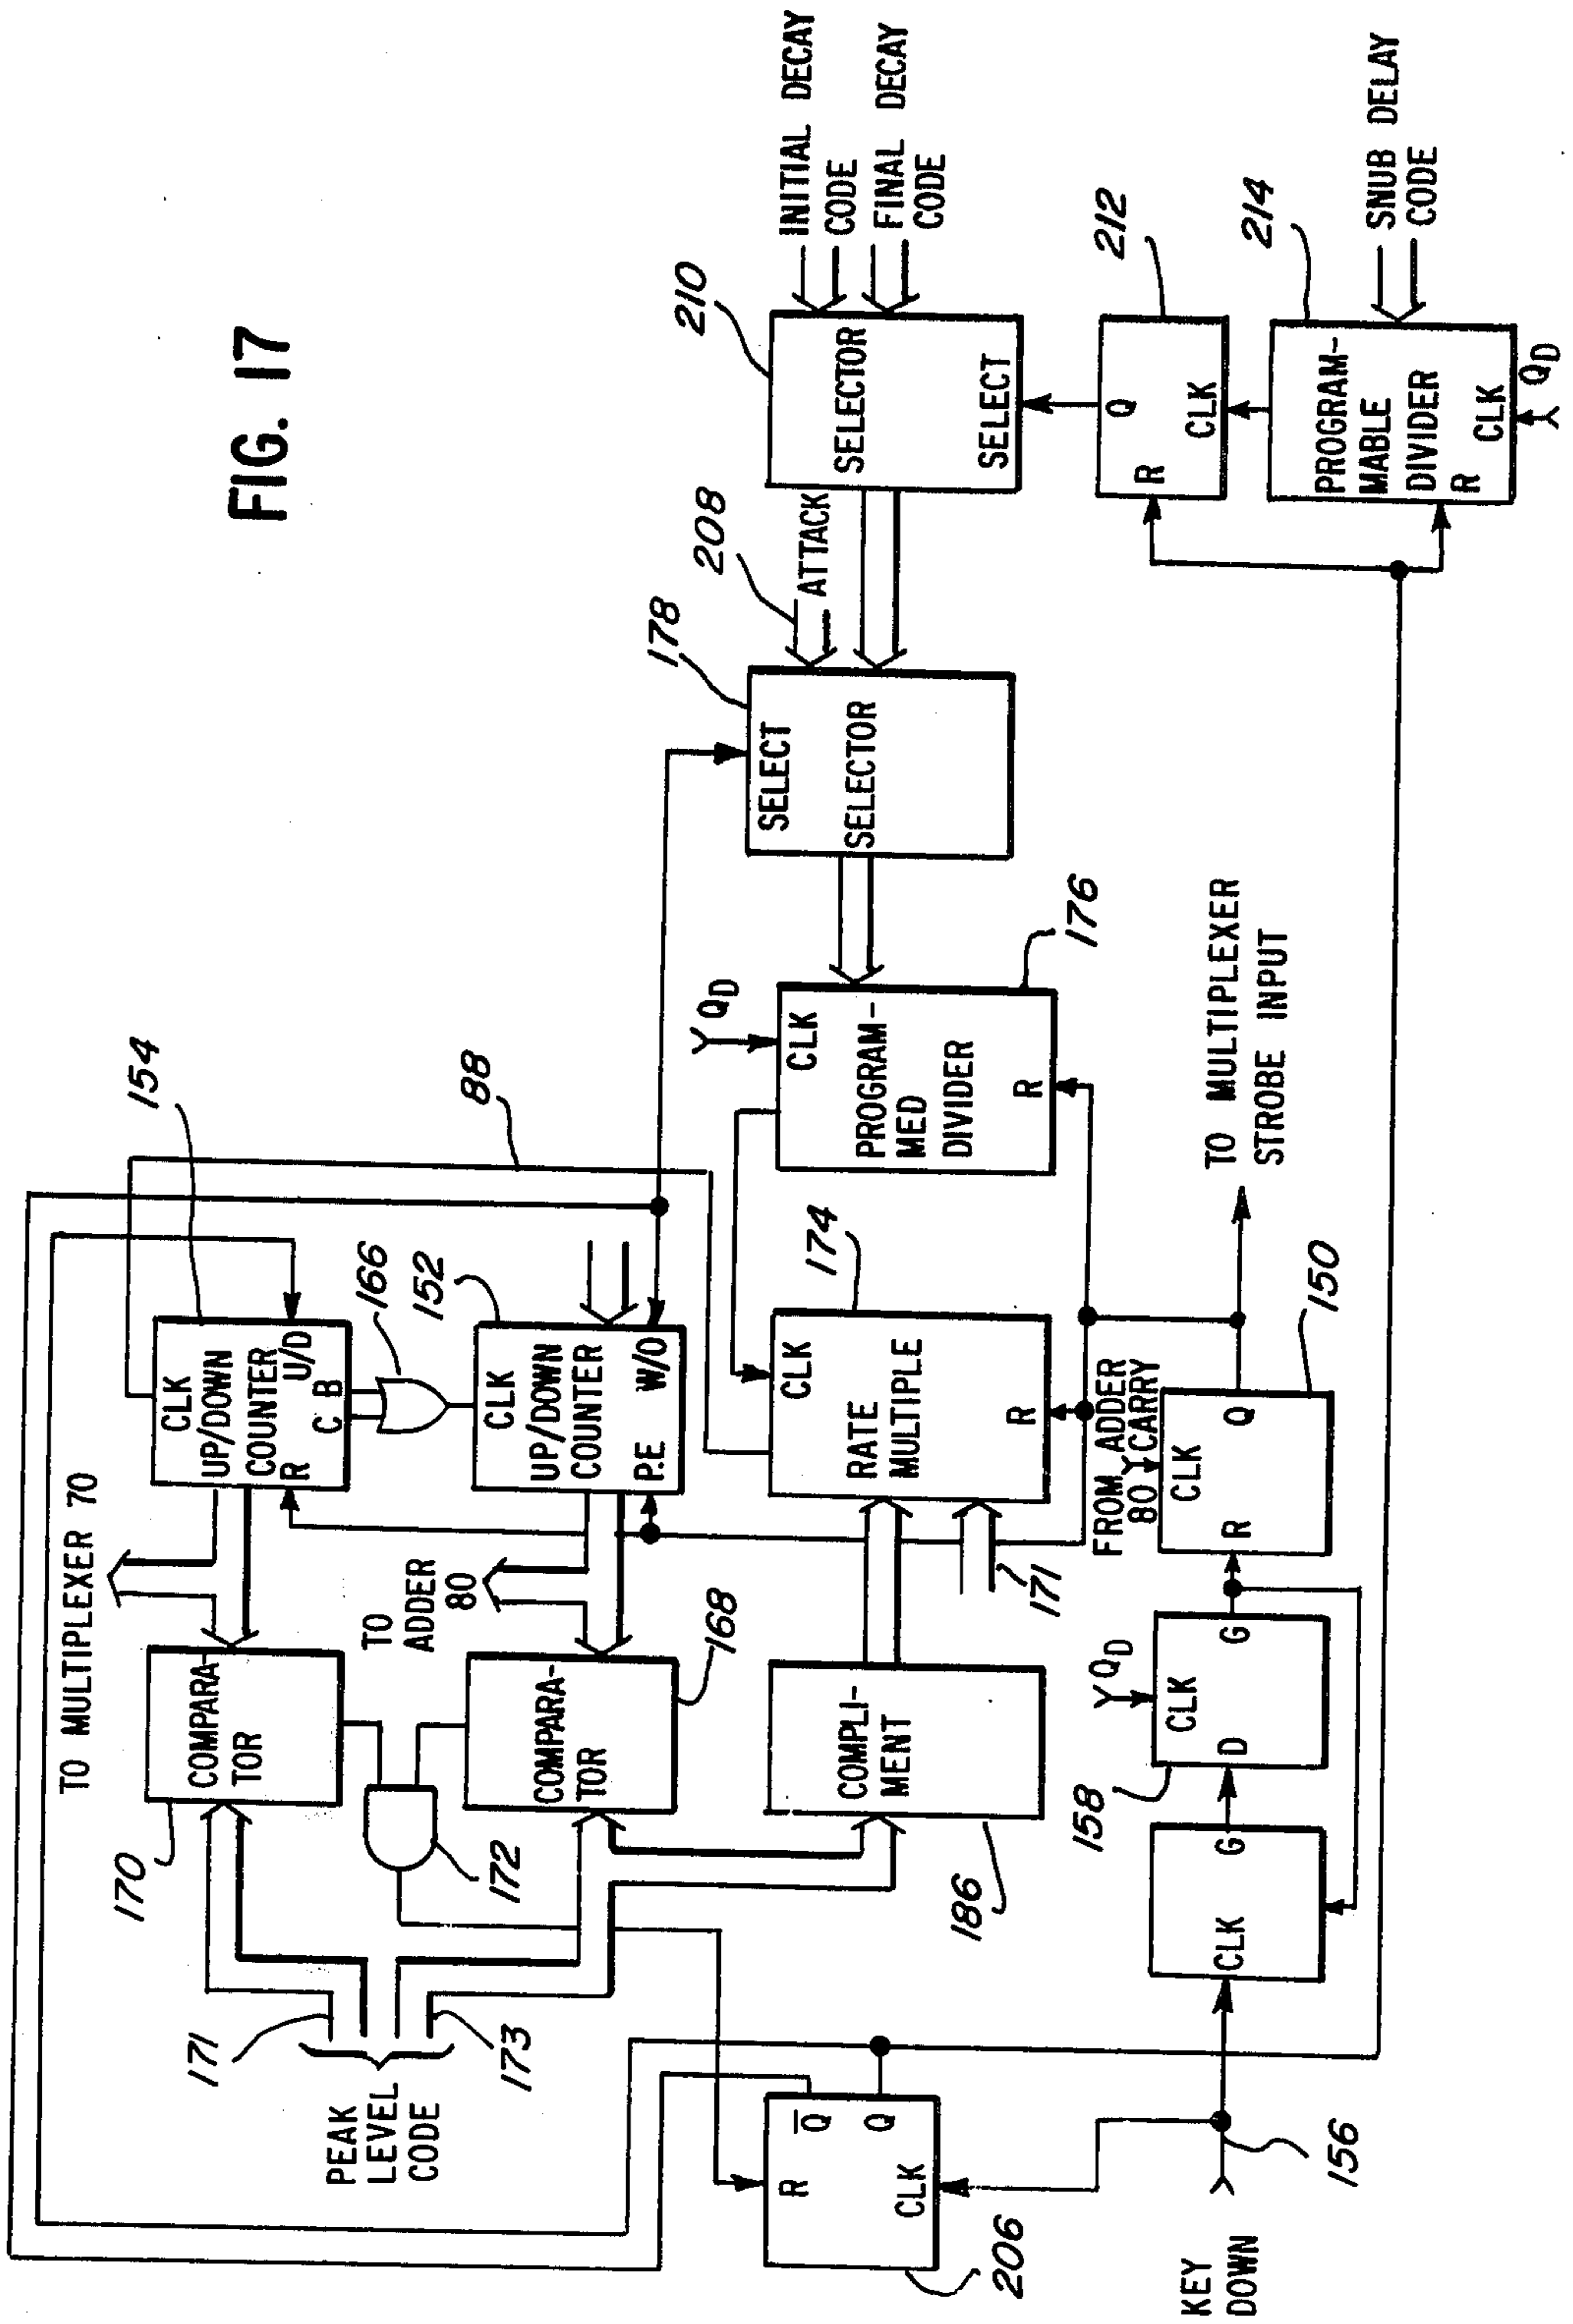 FIG. 17
TO MULTIPLEXER 70
154
88
170
COMPARA-
TOR
CLK
UP/DOWN
COUNTER
U/D
R
C B
166
152
172
171
PEAK
LEVEL
CODE
173
TO
ADDER
80
168
COMPARA-
TOR
CLK
UP/DOWN
COUNTER
P.E. W/O
186
COMPLI-
MENT
171
174
CLK
RATE
MULTIPLE
R
QD
CLK
PROGRAM-
MED
DIVIDER
R
176
178
SELECT
SELECTOR
208
ATTACK
210
SELECTOR
SELECT
INITIAL DECAY
CODE
FINAL DECAY
CODE
212
Q
R
CLK
214
PROGRAM-
MABLE
DIVIDER
R
CLK
QD
SNUB DELAY
CODE
206
R
Q̅
Q
CLK
KEY
DOWN
156
CLK
G
158
QD
CLK
D
G
FROM ADDER
80 CARRY
CLK
R
Q
150
TO MULTIPLEXER
STROBE INPUT